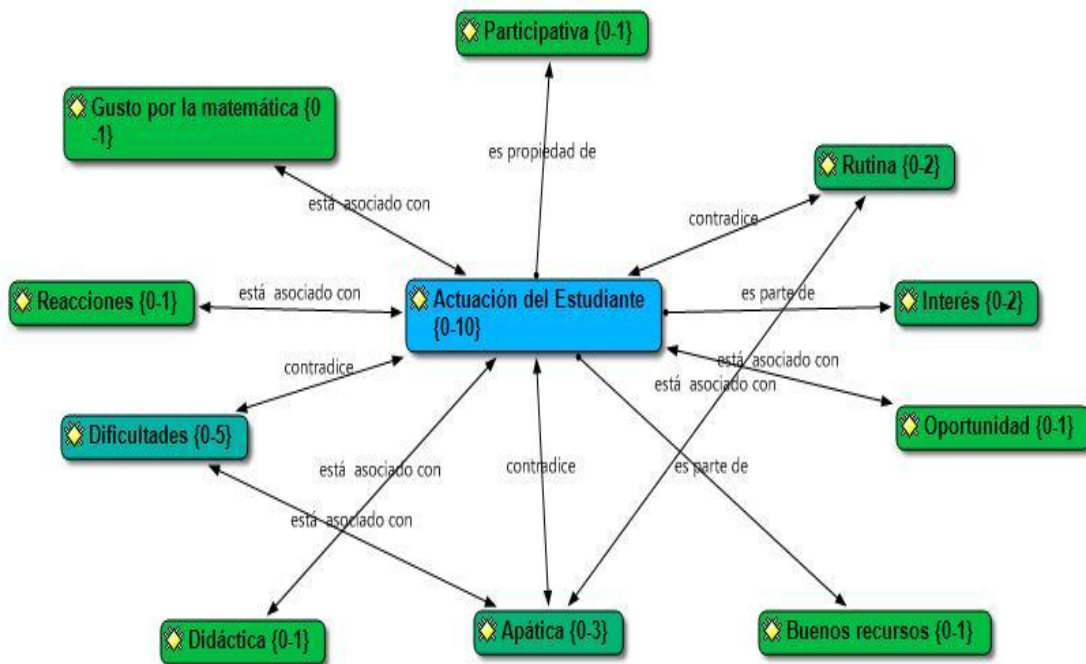 Participativa {0-1}
Gusto por la matemática {0
-1}
es propiedad de
Rutina {0-2}
está asociado con
contradice
Reacciones {0-1}
está asociado con
Actuación del Estudiante
{0-10}
es parte de
Interés {0-2}
contradice
está asociado con
está asociado con
Dificultades {0-5}
Oportunidad {0-1}
está asociado con
contradice
es parte de
está asociado con
Didáctica {0-1}
Apática {0-3}
Buenos recursos {0-1}